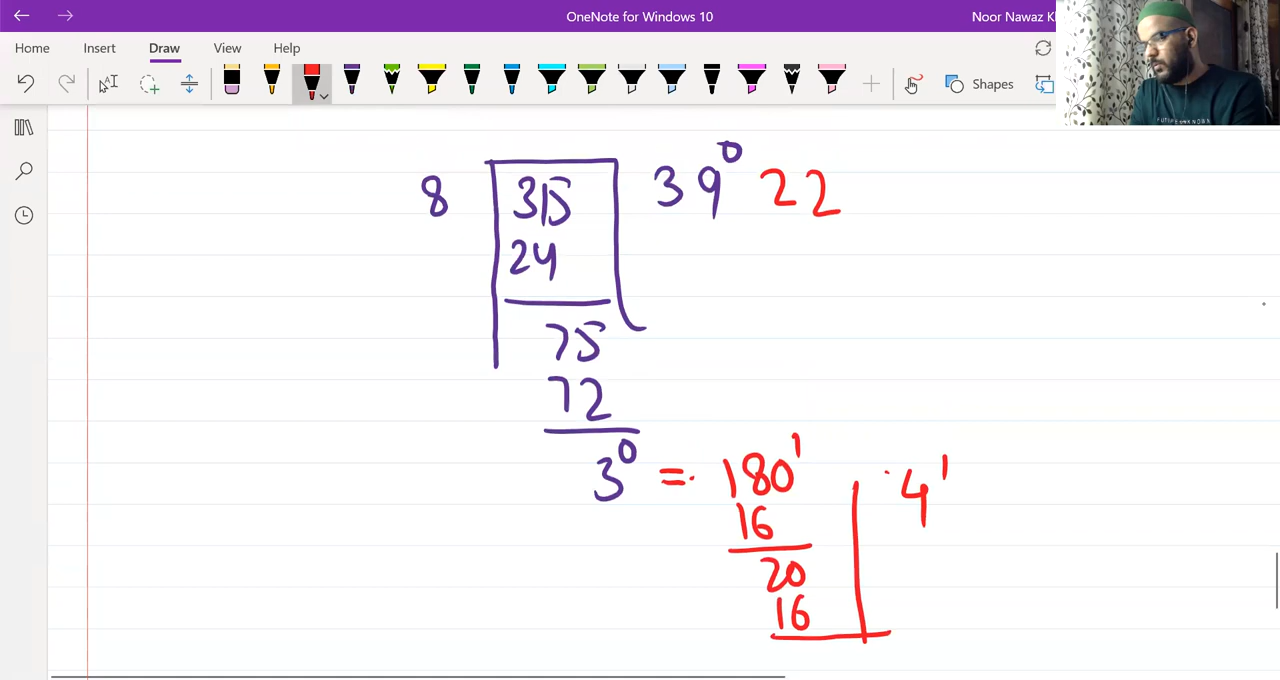 OneNote for Windows 10
Noor Nawaz Kh
Home Insert Draw View Help
Shapes
8 315 39° 22
24
75
72
3° = 180' 4'
16
20
16